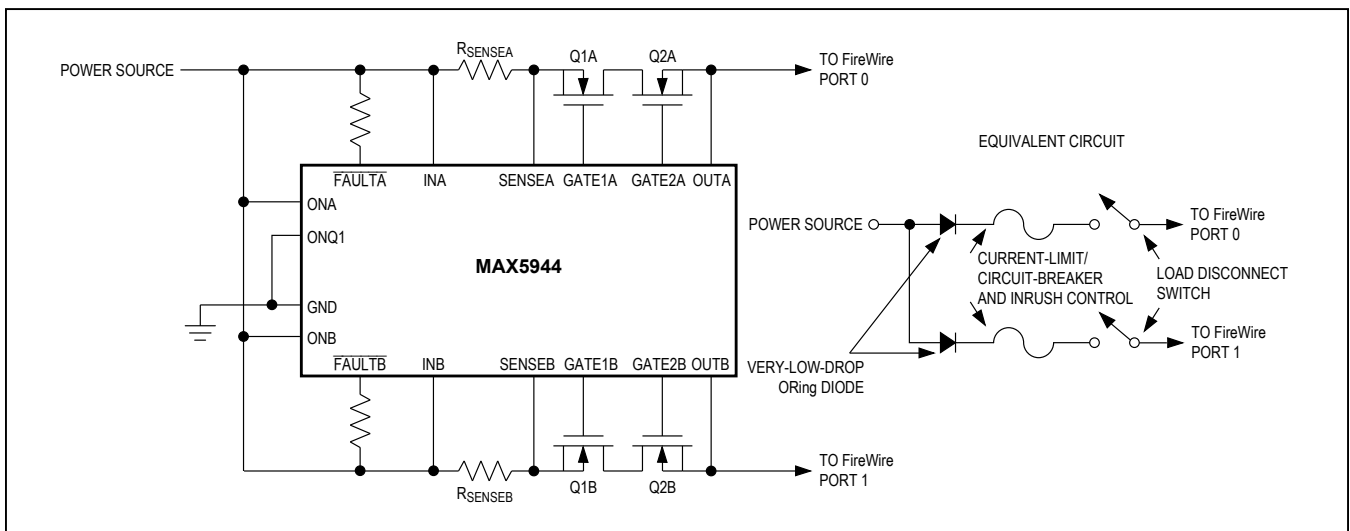 RSENSEA
Q1A
Q2A
TO FireWire
PORT 0
POWER SOURCE
FAULTA
INA
SENSEA
GATE1A
GATE2A
OUTA
ONA
ONQ1
MAX5944
GND
ONB
FAULTB
INB
SENSEB
GATE1B
GATE2B
OUTB
RSENSEB
Q1B
Q2B
TO FireWire
PORT 1
EQUIVALENT CIRCUIT
POWER SOURCE
TO FireWire
PORT 0
CURRENT-LIMIT/
CIRCUIT-BREAKER
AND INRUSH CONTROL
LOAD DISCONNECT
SWITCH
TO FireWire
PORT 1
VERY-LOW-DROP
ORing DIODE